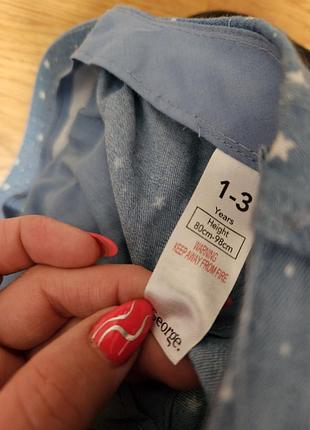 1-3
Years
Height
80cm-98cm
WARNING
KEEP AWAY FROM FIRE
George.